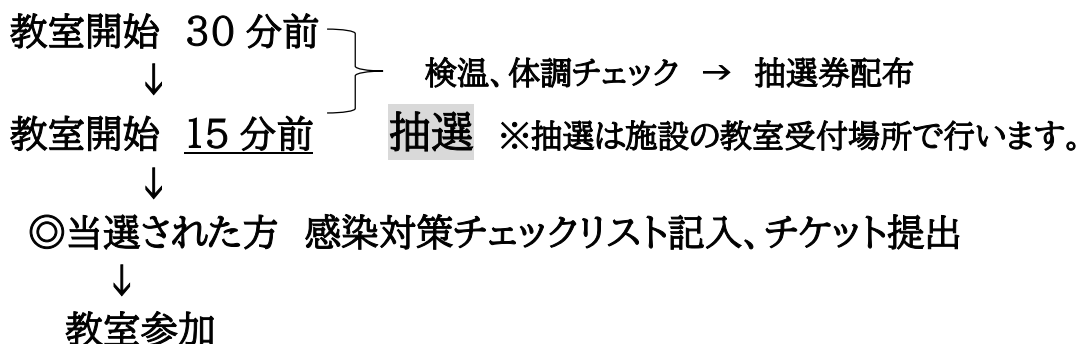 教室開始 30分前
↓ 検温、体調チェック → 抽選券配布
教室開始 15分前 抽選 ※抽選は施設の教室受付場所で行います。
↓
◎当選された方 感染対策チェックリスト記入、チケット提出
↓
教室参加